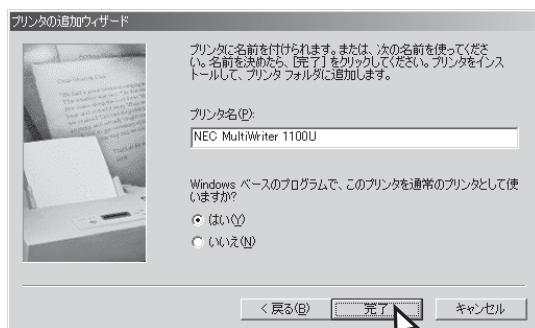 プリンタの追加ウィザード
プリンタに名前を付けられます。または、次の名前を使ってくださ
い。名前を決めたら、[完了]をクリックしてください。プリンタをインス
トールして、プリンタ フォルダに追加します。
プリンタ名(P):
NEC MultiWriter 1100U
Windows ベースのプログラムで、このプリンタを通常のプリンタとして使
いますか?
はい(Y)
いいえ(N)
< 戻る(B)
完了
キャンセル